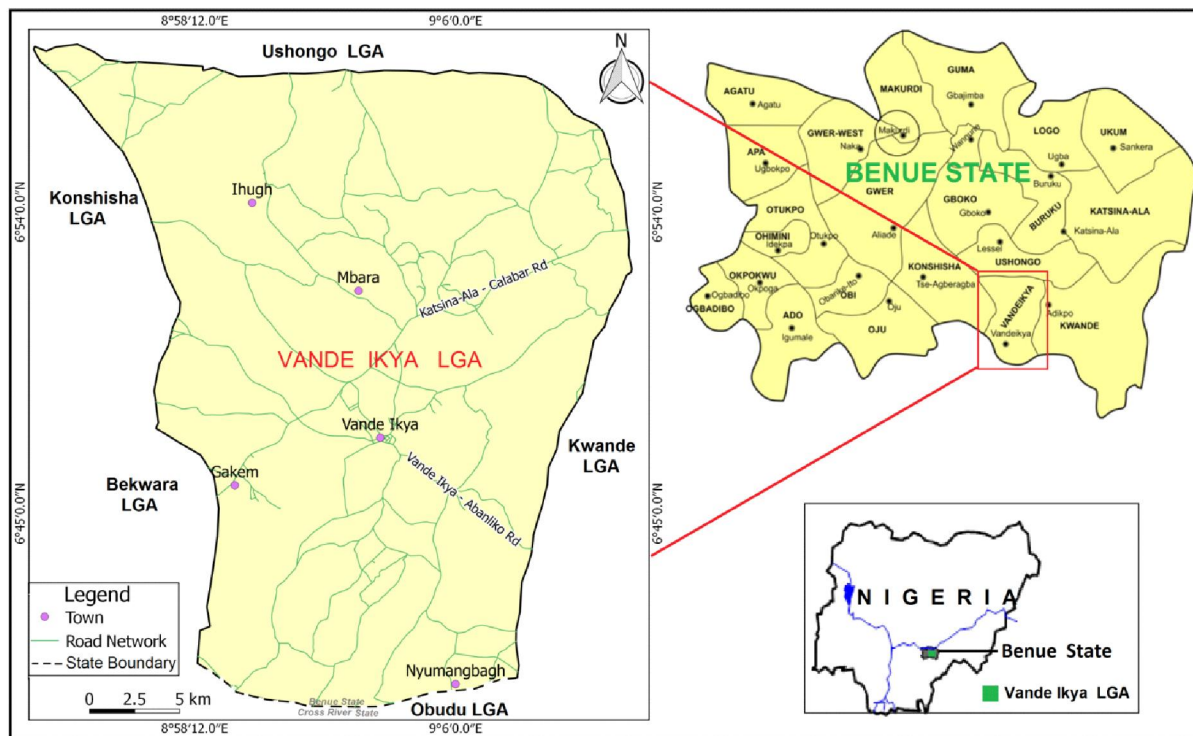 8°58'12.0"E
9°6'0.0"E
Ushongo LGA
N
Konshisha
LGA
6°54'0.0"N
6°54'0.0"N
Ihugh
Mbara
Katsina-Ala - Calabar Rd
VANDE IKYA LGA
Vande Ikya
Kwande
LGA
Gakem
Bekwara
LGA
Vande Ikya - Abanliko Rd
6°45'0.0"N
6°45'0.0"N
Legend
Town
Road Network
State Boundary
0 2.5 5 km
Nyumangbagh
Benue State
Cross River State
Obudu LGA
8°58'12.0"E
9°6'0.0"E
BENUE STATE
AGATU
Agatu
MAKURDI
Makurdi
GUMA
Gbajimba
GWER-WEST
Naka
LOGO
Ugba
UKUM
Sankera
APA
Ugbokpo
Wannune
GWER
Aliade
GBOKO
Gboko
BURUKU
Buruku
KATSINA-ALA
Katsina-Ala
OTUKPO
Otukpo
OHIMINI
Idekpa
Lessel
USHONGO
KONSHISHA
Tse-Agberagba
OKPOKWU
Okpoga
Ogbadibo
OGBADIBO
Obarike-Ito
OBI
Oju
OJU
ADO
Igumale
VANDEIKYA
Vandeikya
Adikpo
KWANDE
NIGERIA
Benue State
Vande Ikya LGA